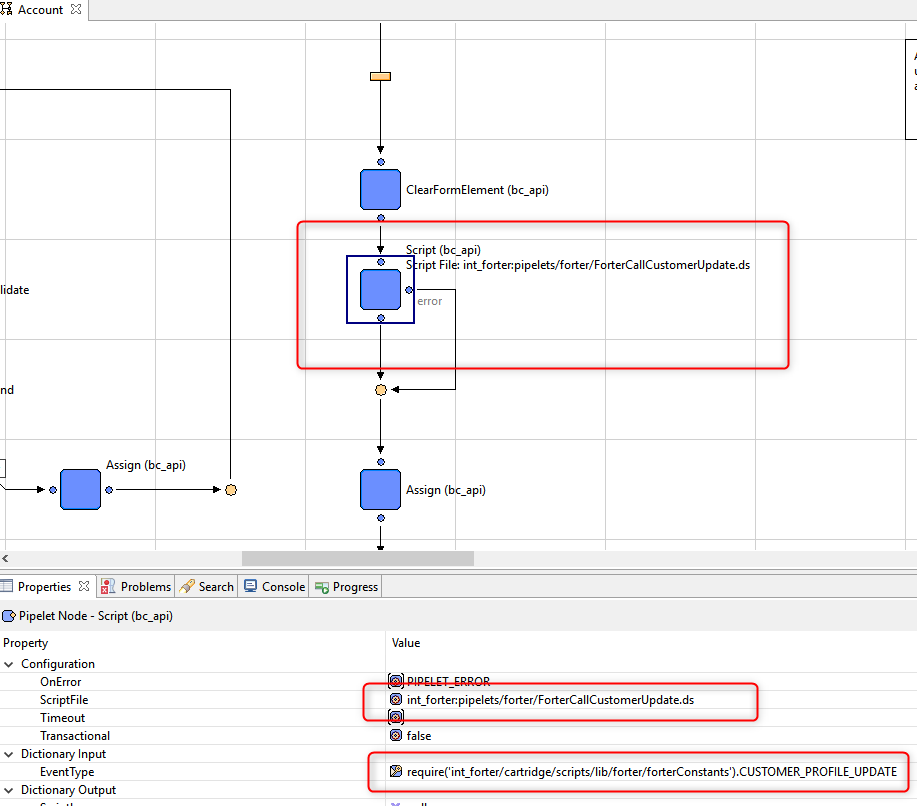 Account
A
u
a
ClearFormElement (bc_api)
Script (bc_api)
Script File: int_forter:pipelets/forter/ForterCallCustomerUpdate.ds
lidate
error
nd
Assign (bc_api)
Assign (bc_api)
Properties Problems Search Console Progress
Pipelet Node - Script (bc_api)
Property Value
Configuration
OnError PIPELET_ERROR
ScriptFile int_forter:pipelets/forter/ForterCallCustomerUpdate.ds
Timeout
Transactional false
Dictionary Input
EventType require('int_forter/cartridge/scripts/lib/forter/forterConstants').CUSTOMER_PROFILE_UPDATE
Dictionary Output